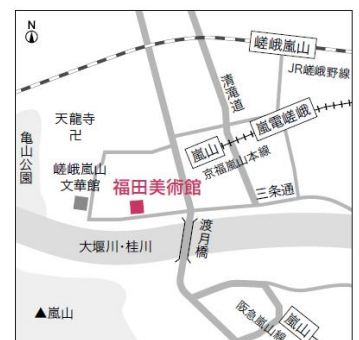 N
嵯峨嵐山
JR嵯峨野線
清滝道
天龍寺
卍
嵐電嵯峨
嵐山
京福嵐山本線
亀山公園
嵯峨嵐山
文華館
福田美術館
三条通
渡月橋
大堰川・桂川
▲嵐山
阪急嵐山線
嵐山